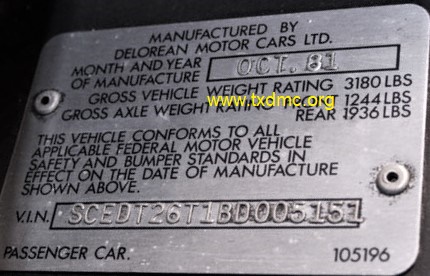 MANUFACTURED BY
DELOREAN MOTOR CARS LTD.
MONTH AND YEAR
OF MANUFACTURE OCT. 81
GROSS VEHICLE WEIGHT RATING 3180 LBS
www.txdmc.org
GROSS AXLE WEIGHT RATING 1244 LBS
REAR 1936 LBS
THIS VEHICLE CONFORMS TO ALL
APPLICABLE FEDERAL MOTOR VEHICLE
SAFETY AND BUMPER STANDARDS IN
EFFECT ON THE DATE OF MANUFACTURE
SHOWN ABOVE.
V.I.N. SCEDT26T1BD005151
PASSENGER CAR. 105196